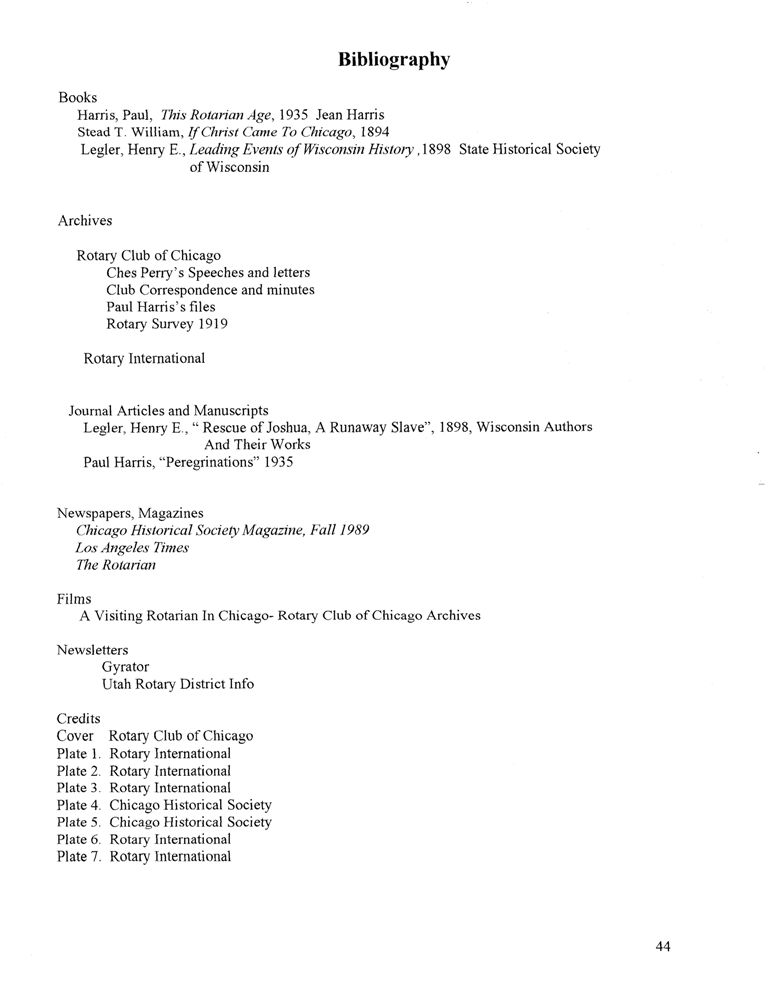 Bibliography
Books
Harris, Paul, This Rotarian Age, 1935 Jean Harris
Stead T. William, If Christ Came To Chicago, 1894
Legler, Henry E., Leading Events of Wisconsin History ,1898 State Historical Society
of Wisconsin
Archives
Rotary Club of Chicago
Ches Perry's Speeches and letters
Club Correspondence and minutes
Paul Harris's files
Rotary Survey 1919
Rotary International
Journal Articles and Manuscripts
Legler, Henry E., " Rescue of Joshua, A Runaway Slave", 1898, Wisconsin Authors
And Their Works
Paul Harris, "Peregrinations" 1935
Newspapers, Magazines
Chicago Historical Society Magazine, Fall 1989
Los Angeles Times
The Rotarian
Films
A Visiting Rotarian In Chicago- Rotary Club of Chicago Archives
Newsletters
Gyrator
Utah Rotary District Info
Credits
Cover Rotary Club of Chicago
Plate 1. Rotary International
Plate 2. Rotary International
Plate 3. Rotary International
Plate 4. Chicago Historical Society
Plate 5. Chicago Historical Society
Plate 6. Rotary International
Plate 7. Rotary International
44